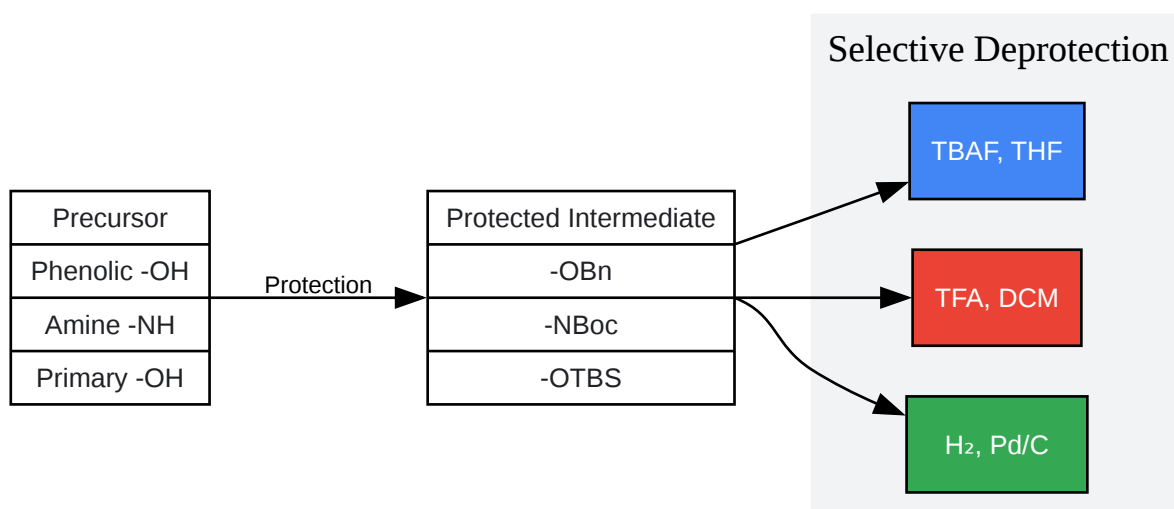 Selective Deprotection
Precursor
Phenolic -OH
Amine -NH
Primary -OH
Protection
Protected Intermediate
-OBn
-NBoc
-OTBS
TBAF, THF
TFA, DCM
H₂, Pd/C